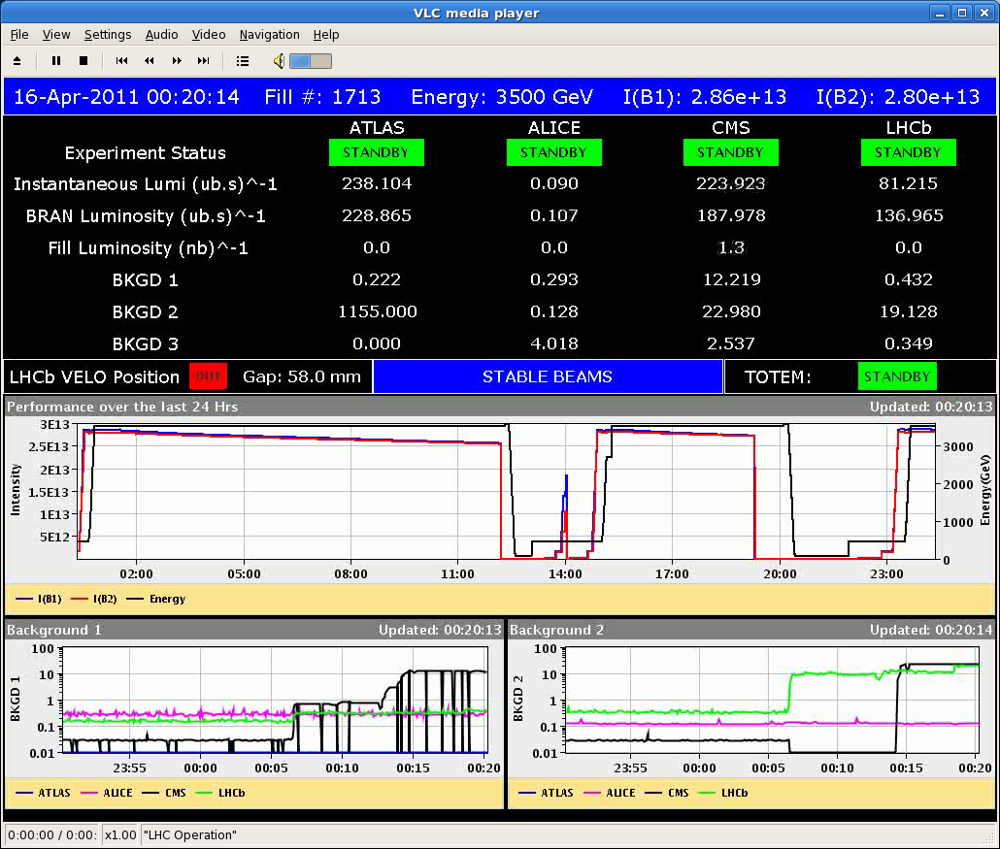 VLC media player
File View Settings Audio Video Navigation Help
16-Apr-2011 00:20:14 Fill #: 1713 Energy: 3500 GeV I(B1): 2.86e+13 I(B2): 2.80e+13
ATLAS ALICE CMS LHCb
Experiment Status STANDBY STANDBY STANDBY STANDBY
Instantaneous Lumi (ub.s)^-1 238.104 0.090 223.923 81.215
BRAN Luminosity (ub.s)^-1 228.865 0.107 187.978 136.965
Fill Luminosity (nb)^-1 0.0 0.0 1.3 0.0
BKGD 1 0.222 0.293 12.219 0.432
BKGD 2 1155.000 0.128 22.980 19.128
BKGD 3 0.000 4.018 2.537 0.349
LHCb VELO Position OUT Gap: 58.0 mm STABLE BEAMS TOTEM: STANDBY
Performance over the last 24 Hrs Updated: 00:20:13
3E13
2.5E13
2E13
1.5E13
1E13
5E12
Intensity
3000
2000
1000
0
Energy(GeV)
02:00 05:00 08:00 11:00 14:00 17:00 20:00 23:00
I(B1) I(B2) Energy
Background 1 Updated: 00:20:13
100
10
1
0.1
0.01
BKGD 1
23:55 00:00 00:05 00:10 00:15 00:20
ATLAS ALICE CMS LHCb
Background 2 Updated: 00:20:14
100
10
1
0.1
0.01
BKGD 2
23:55 00:00 00:05 00:10 00:15 00:20
ATLAS ALICE CMS LHCb
0:00:00 / 0:00: x1.00 "LHC Operation"